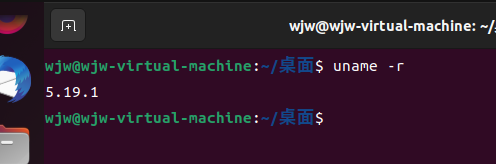 wjw@wjw-virtual-machine: ~/
wjw@wjw-virtual-machine:~/桌面$ uname -r
5.19.1
wjw@wjw-virtual-machine:~/桌面$